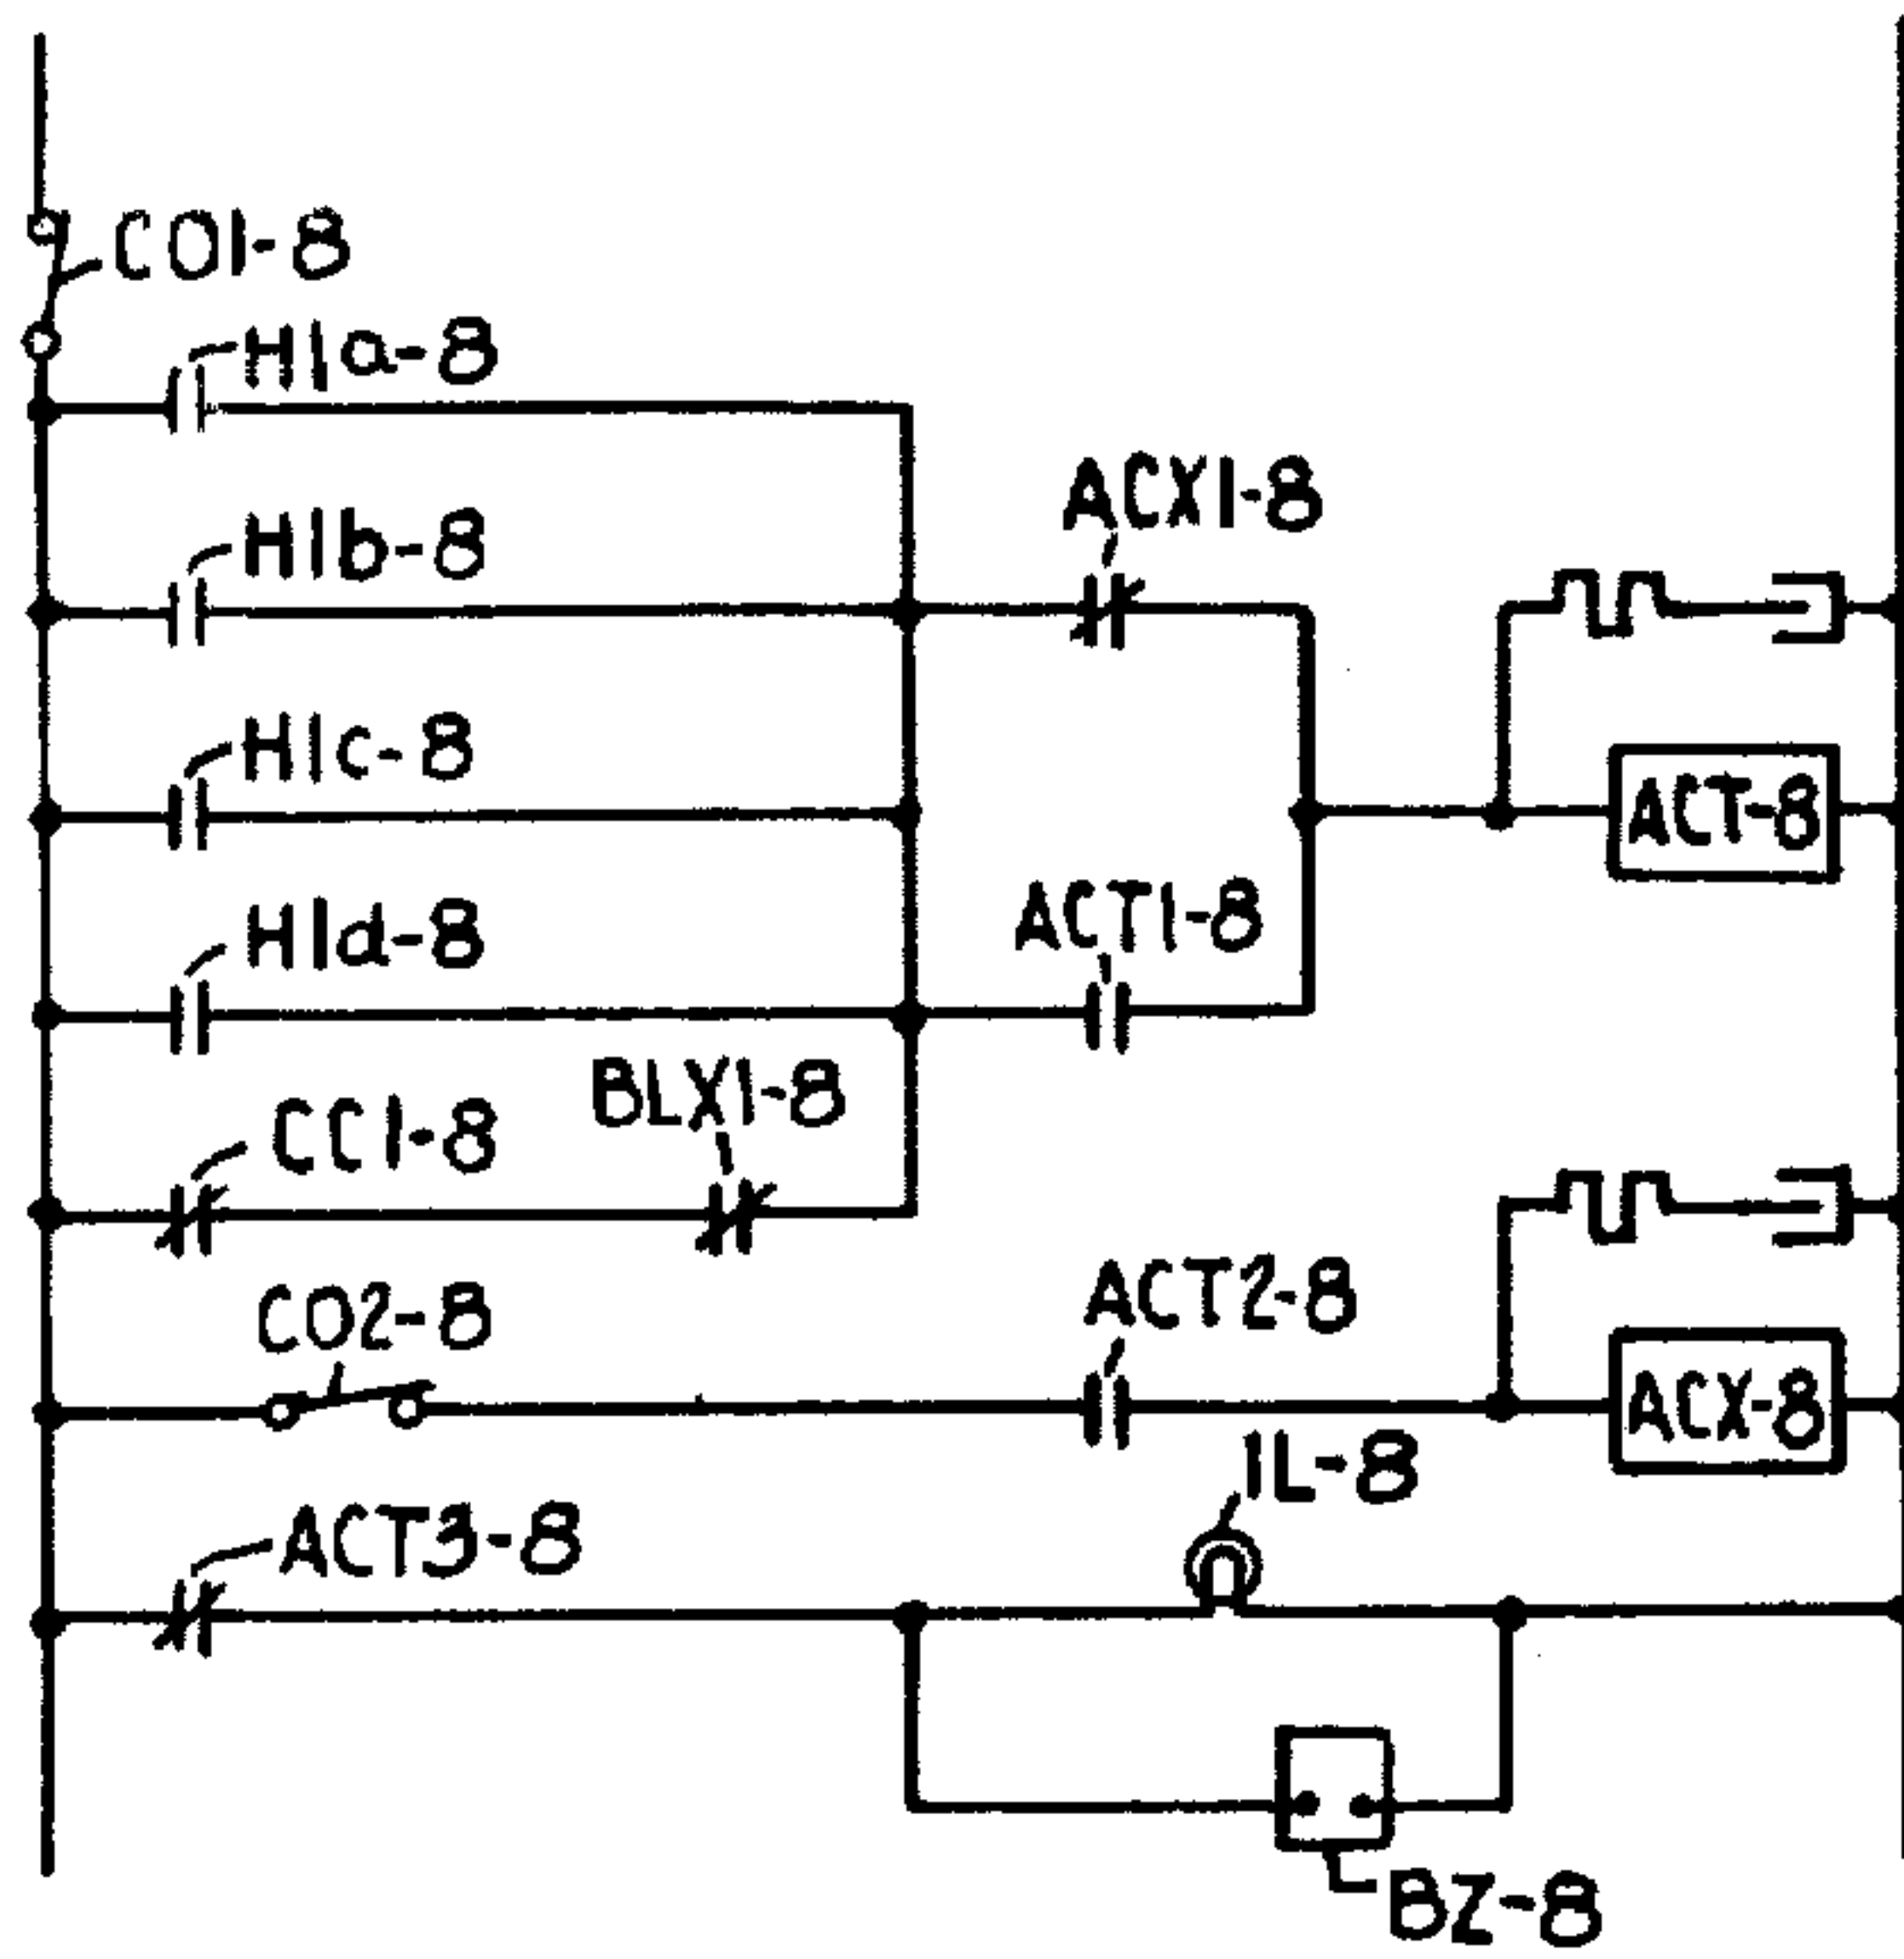 CO1-8
H1a-8
ACX1-8
H1b-8
H1c-8
ACT-8
ACT1-8
H1d-8
BLX1-8
CC1-8
ACT2-8
CO2-8
ACX-8
IL-8
ACT3-8
BZ-8